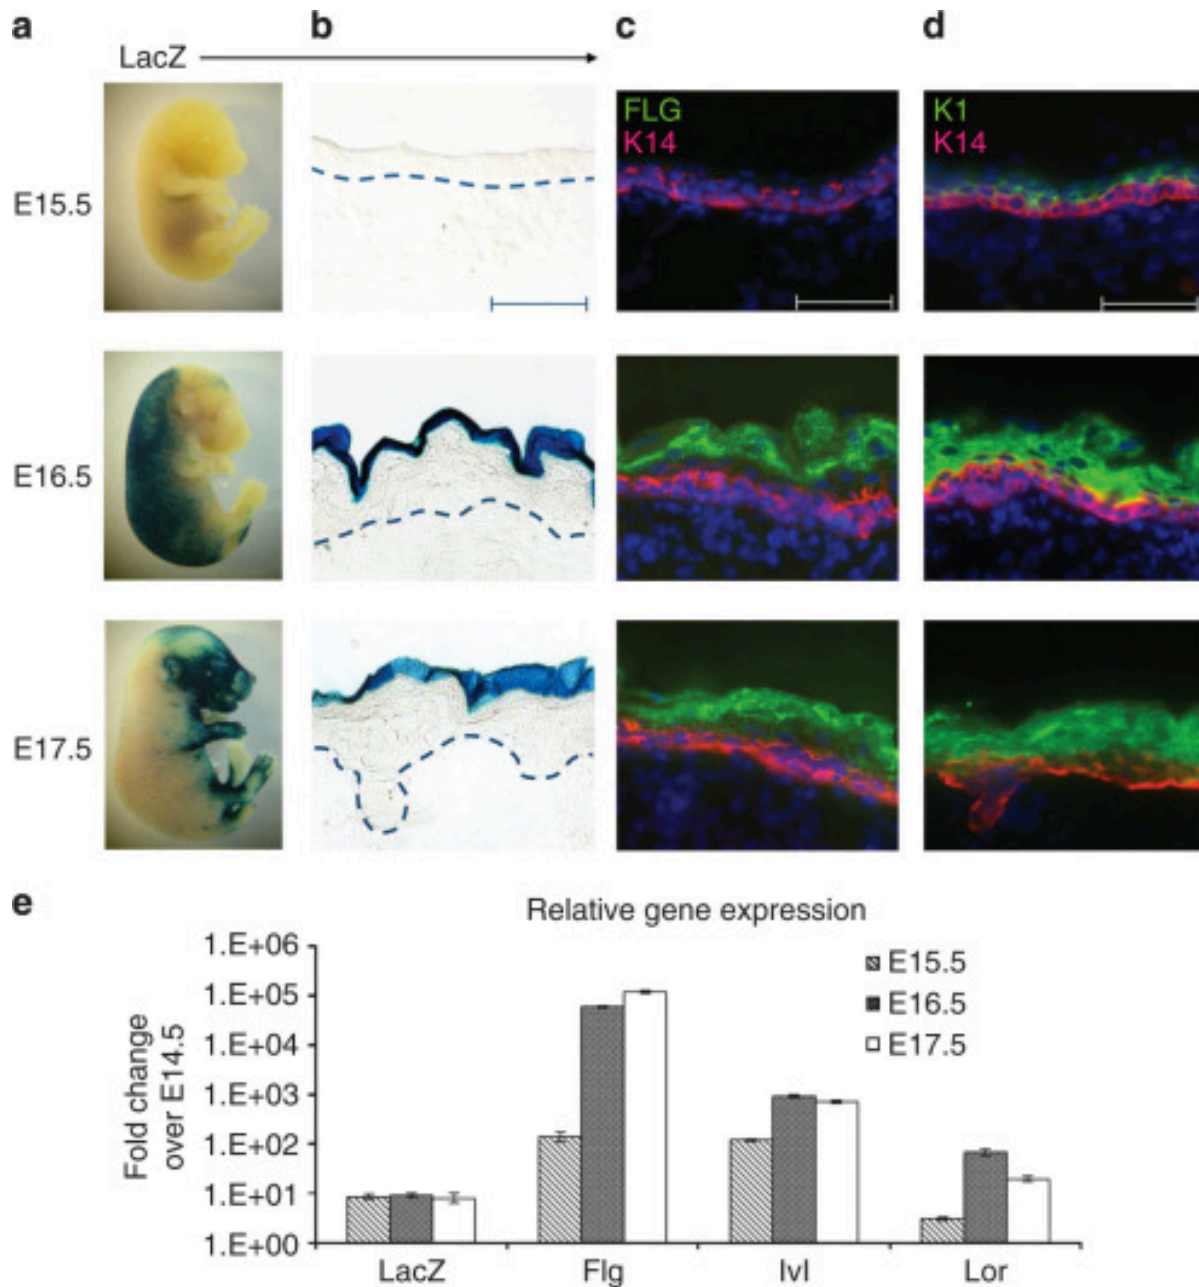 a b c d
LacZ
FLG
K14
K1
K14
E15.5
E16.5
E17.5
e
Relative gene expression
Fold change
over E14.5
1.E+06
1.E+05
1.E+04
1.E+03
1.E+02
1.E+01
1.E+00
E15.5
E16.5
E17.5
LacZ Flg Ivl Lor